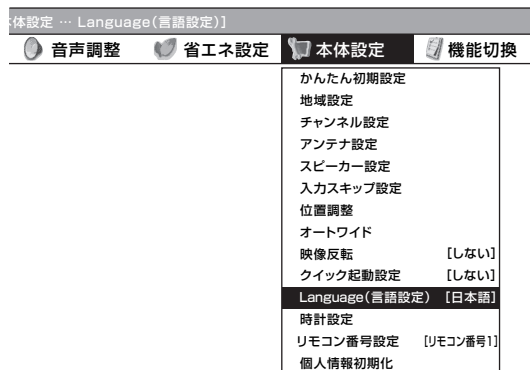 体設定 … Language(言語設定)]
音声調整 省エネ設定 本体設定 機能切換
かんたん初期設定
地域設定
チャンネル設定
アンテナ設定
スピーカー設定
入力スキップ設定
位置調整
オートワイド
映像反転 [しない]
クイック起動設定 [しない]
Language(言語設定) [日本語]
時計設定
リモコン番号設定 [リモコン番号1]
個人情報初期化